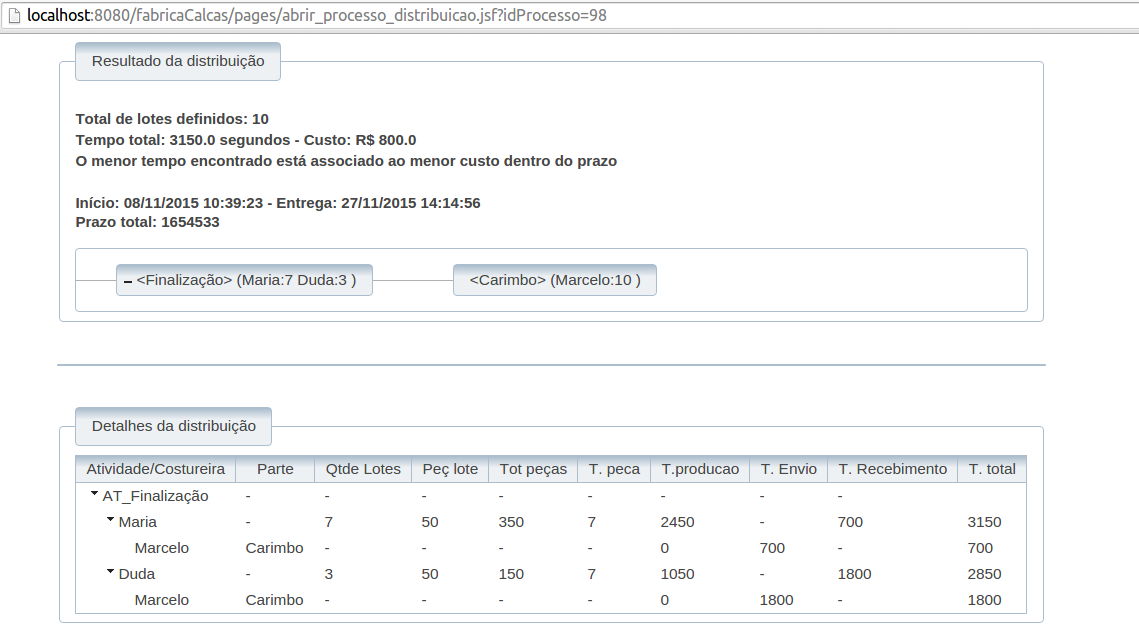 localhost:8080/fabricaCalcas/pages/abrir_processo_distribuicao.jsf?idProcesso=98
Resultado da distribuição
Total de lotes definidos: 10
Tempo total: 3150.0 segundos - Custo: R$ 800.0
O menor tempo encontrado está associado ao menor custo dentro do prazo
Início: 08/11/2015 10:39:23 - Entrega: 27/11/2015 14:14:56
Prazo total: 1654533
<Finalização> (Maria:7 Duda:3 ) <Carimbo> (Marcelo:10 )
Detalhes da distribuição
Atividade/Costureira Parte Qtde Lotes Peç lote Tot peças T. peca T.producao T. Envio T. Recebimento T. total
AT_Finalização - - - - - - - -
Maria - 7 50 350 7 2450 - 700 3150
Marcelo Carimbo - - - - 0 700 - 700
Duda - 3 50 150 7 1050 - 1800 2850
Marcelo Carimbo - - - - 0 1800 - 1800